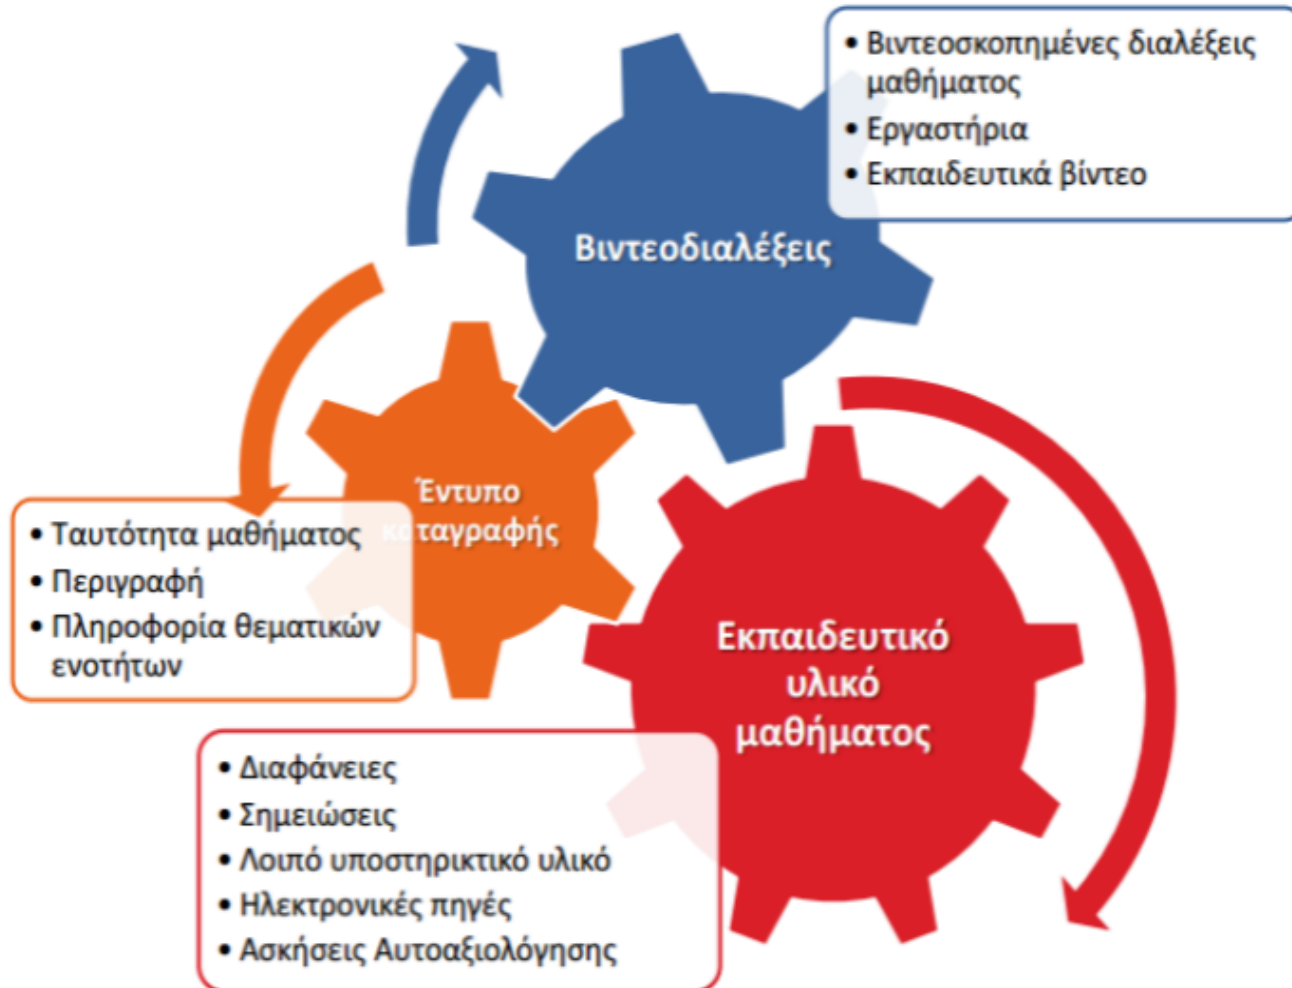 • Βιντεοσκοπημένες διαλέξεις
μαθήματος
• Εργαστήρια
• Εκπαιδευτικά βίντεο
Βιντεοδιαλέξεις
Έντυπο
καταγραφής
• Ταυτότητα μαθήματος
• Περιγραφή
• Πληροφορία θεματικών
ενοτήτων
Εκπαιδευτικό
υλικό
μαθήματος
• Διαφάνειες
• Σημειώσεις
• Λοιπό υποστηρικτικό υλικό
• Ηλεκτρονικές πηγές
• Ασκήσεις Αυτοαξιολόγησης